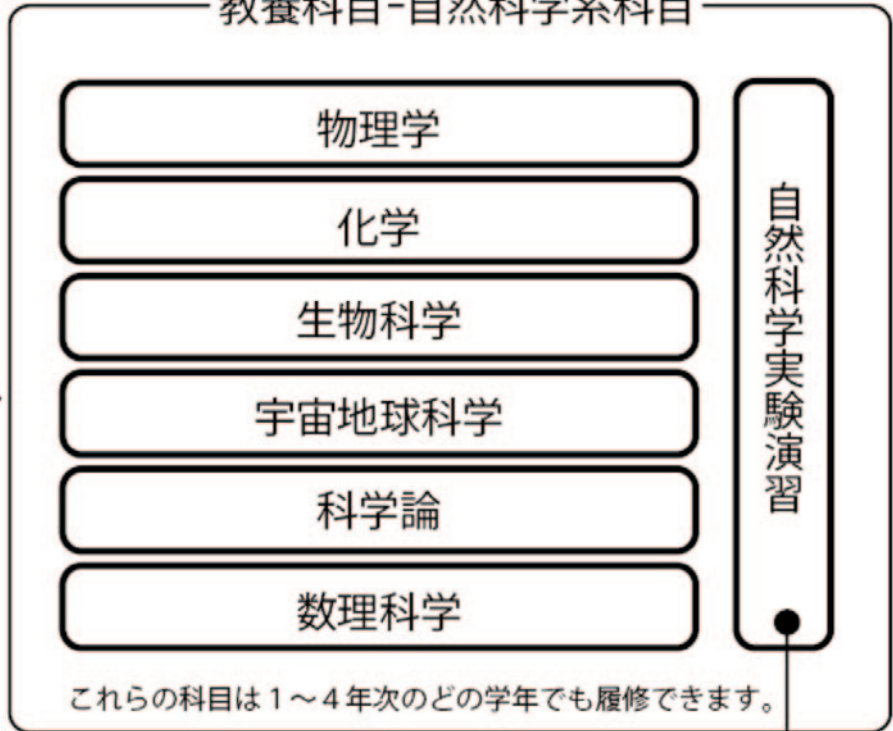 教養科目-自然科学系科目
物理学
化学
生物科学
宇宙地球科学
科学論
数理科学
自然科学実験演習
これらの科目は1～4年次のどの学年でも履修できます。